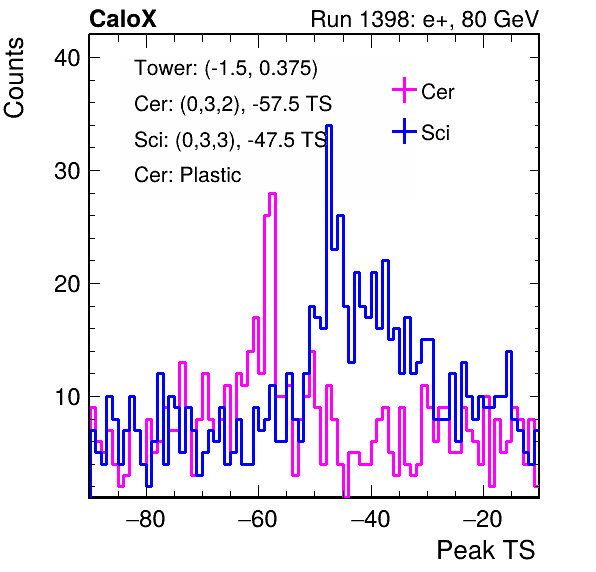 CaloX Run 1398: e+, 80 GeV
Counts
Tower: (-1.5, 0.375)
Cer: (0,3,2), -57.5 TS
Sci: (0,3,3), -47.5 TS
Cer: Plastic
Cer
Sci
40
30
20
10
−80 −60 −40 −20
Peak TS